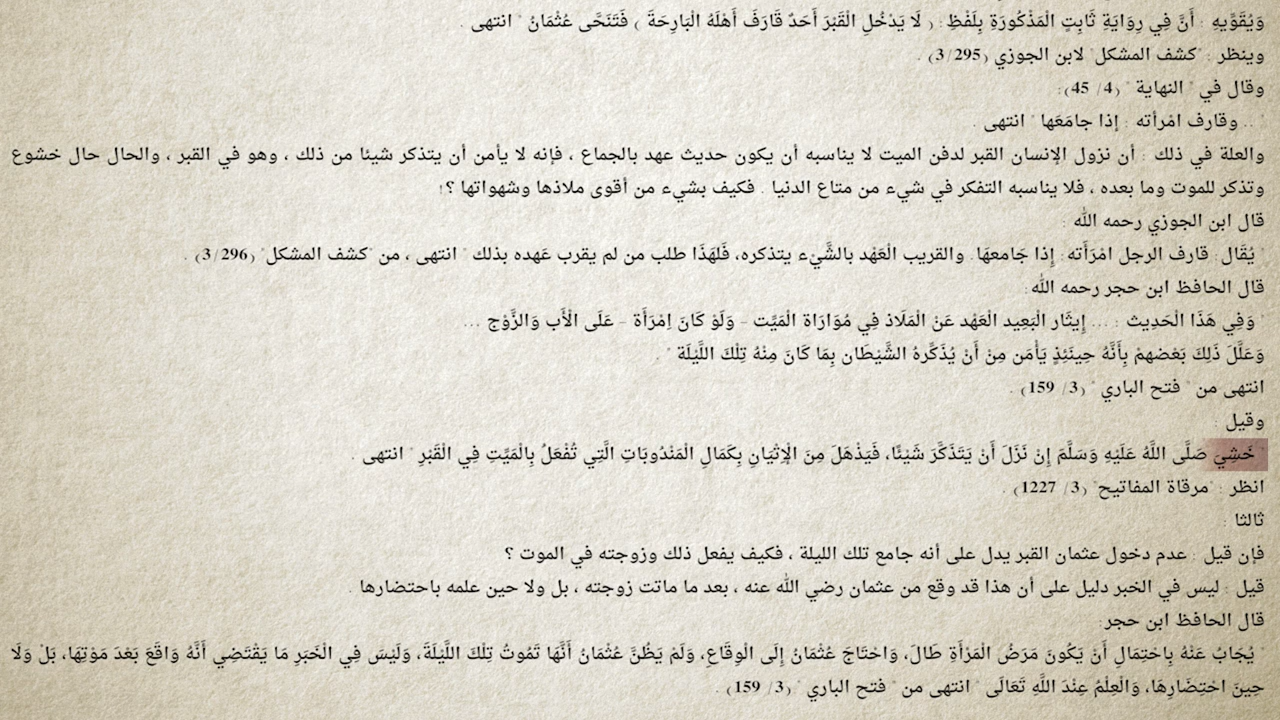 وَيُقَوِّيهِ : أَنَّ فِي رِوَايَةِ ثَابِتٍ الْمَذْكُورَةِ بِلَفْظِ : ( لَا يَدْخُلِ الْقَبْرَ أَحَدٌ قَارَفَ أَهْلَهُ الْبَارِحَةَ ) فَتَنَحَّى عُثْمَانُ " انتهى .
وينظر : "كشف المشكل" لابن الجوزي (3/295) .
وقال في " النهاية " (4/ 45):
" .. وقارف امْرأته : إذا جامَعَها " انتهى .
والعلة في ذلك : أن نزول الإنسان القبر لدفن الميت لا يناسبه أن يكون حديث عهد بالجماع ، فإنه لا يأمن أن يتذكر شيئا من ذلك ، وهو في القبر ، والحال حال خشوع
وتذكر للموت وما بعده ، فلا يناسبه التفكر في شيء من متاع الدنيا . فكيف بشيء من أقوى ملاذها وشهواتها ؟!
قال ابن الجوزي رحمه الله :
" يُقَال : قارف الرجل امْرَأَته : إِذا جَامعهَا . والقريب الْعَهْد بالشَّيْء يتذكره، فَلهَذَا طلب من لم يقرب عَهده بذلك " انتهى ، من "كشف المشكل" (3/296) .
قال الحافظ ابن حجر رحمه الله:
" وَفِي هَذَا الْحَدِيث : ... إِيثَار الْبَعِيد الْعَهْد عَنْ الْمَلَاذ فِي مُوَارَاة الْمَيِّت – وَلَوْ كَانَ اِمْرَأَة – عَلَى الْأَب وَالزَّوْج ...
وَعَلَّلَ ذَلِكَ بَعْضهمْ بِأَنَّهُ حِينَئِذٍ يَأْمَن مِنْ أَنْ يُذَكِّرهُ الشَّيْطَان بِمَا كَانَ مِنْهُ تِلْكَ اللَّيْلَة " .
انتهى من " فتح الباري " (3/ 159) .
وقيل :
" خَشِيَ صَلَّى اللَّهُ عَلَيْهِ وَسَلَّمَ إِنْ نَزَلَ أَنْ يَتَذَكَّرَ شَيْئًا، فَيَذْهَلَ مِنَ الْإِتْيَانِ بِكَمَالِ الْمَنْدُوبَاتِ الَّتِي تُفْعَلُ بِالْمَيِّتِ فِي الْقَبْرِ " انتهى .
انظر : "مرقاة المفاتيح" (3/ 1227) .
ثالثا :
فإن قيل : عدم دخول عثمان القبر يدل على أنه جامع تلك الليلة ، فكيف يفعل ذلك وزوجته في الموت ؟
قيل : ليس في الخبر دليل على أن هذا قد وقع من عثمان رضي الله عنه ، بعد ما ماتت زوجته ، بل ولا حين علمه باحتضارها .
قال الحافظ ابن حجر:
" يُجَابُ عَنْهُ بِاحْتِمَالِ أَنْ يَكُونَ مَرَضُ الْمَرْأَةِ طَالَ، وَاحْتَاجَ عُثْمَانُ إِلَى الْوِقَاعِ، وَلَمْ يَظُنَّ عُثْمَانُ أَنَّهَا تَمُوتُ تِلْكَ اللَّيْلَةَ، وَلَيْسَ فِي الْخَبَرِ مَا يَقْتَضِي أَنَّهُ وَاقَعَ بَعْدَ مَوْتِهَا، بَلْ وَلَا
حِينَ احْتِضَارِهَا، وَالْعِلْمُ عِنْدَ اللَّهِ تَعَالَى " انتهى من " فتح الباري " (3/ 159) .